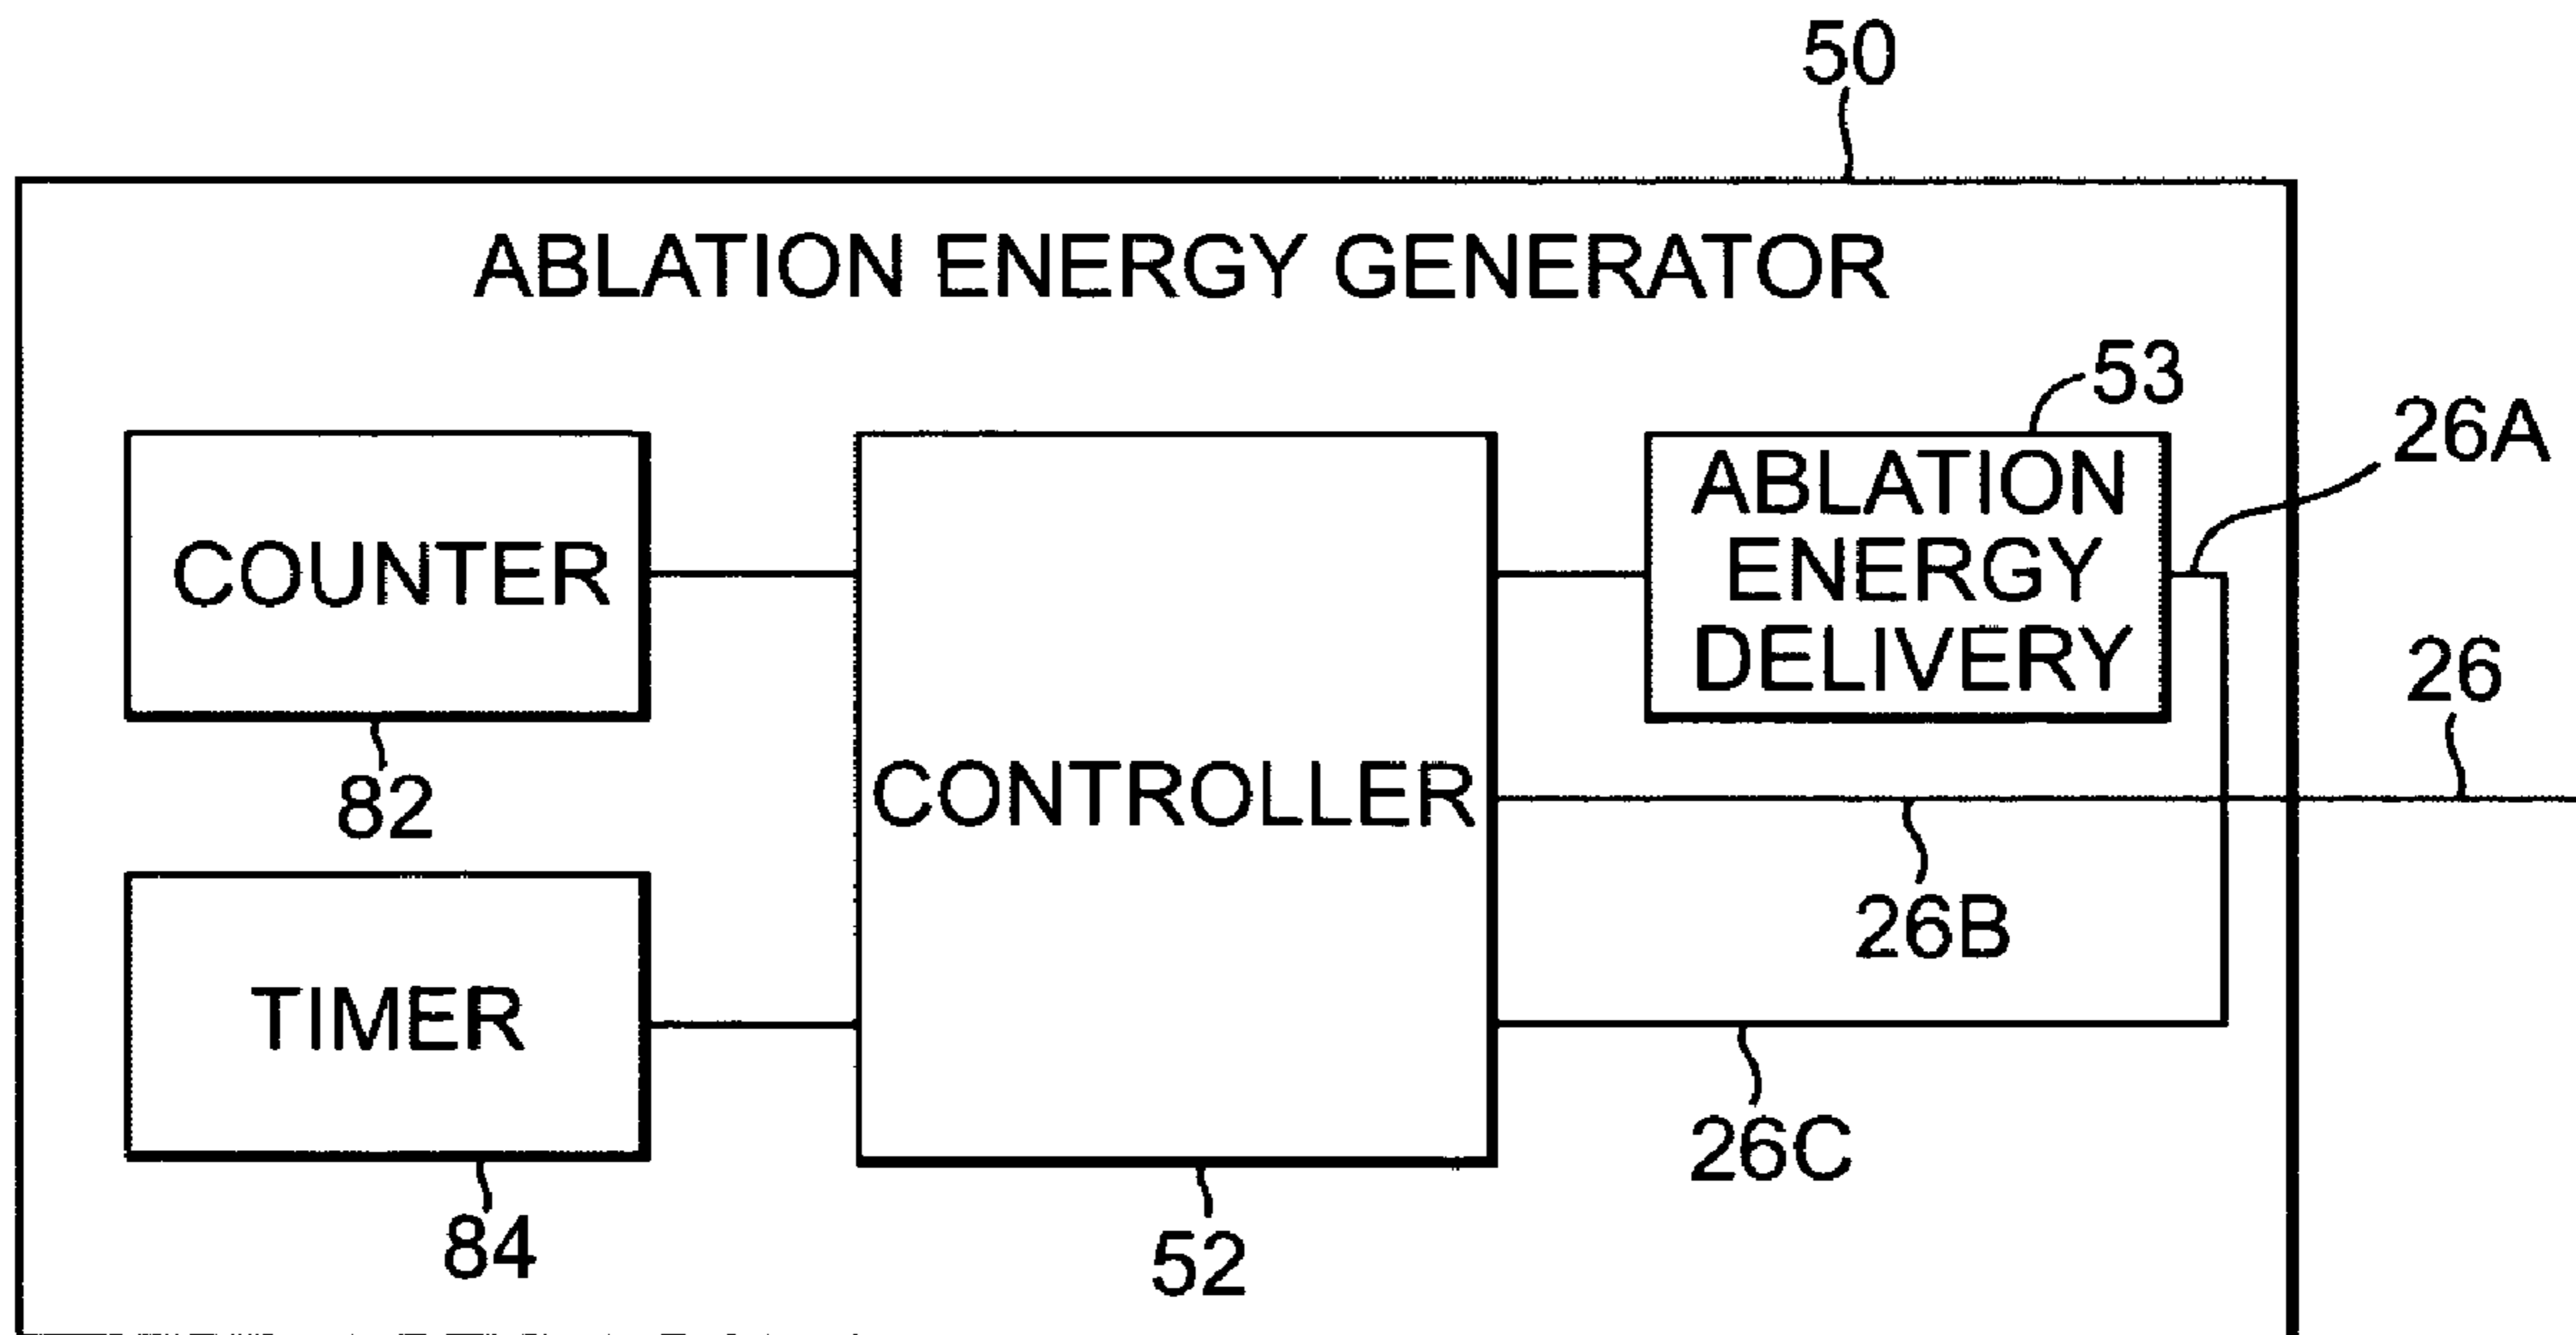 50
ABLATION ENERGY GENERATOR
53
26A
COUNTER
ABLATION
ENERGY
DELIVERY
26
82
CONTROLLER
26B
TIMER
26C
84
52